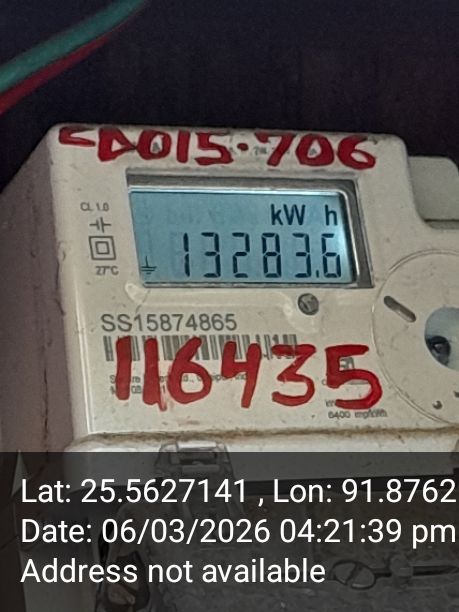 CD015.706
CL 1.0
kW h
13283.6
27°C
SS15874865
116435
6400 imp/kWh
Lat: 25.5627141 , Lon: 91.8762
Date: 06/03/2026 04:21:39 pm
Address not available